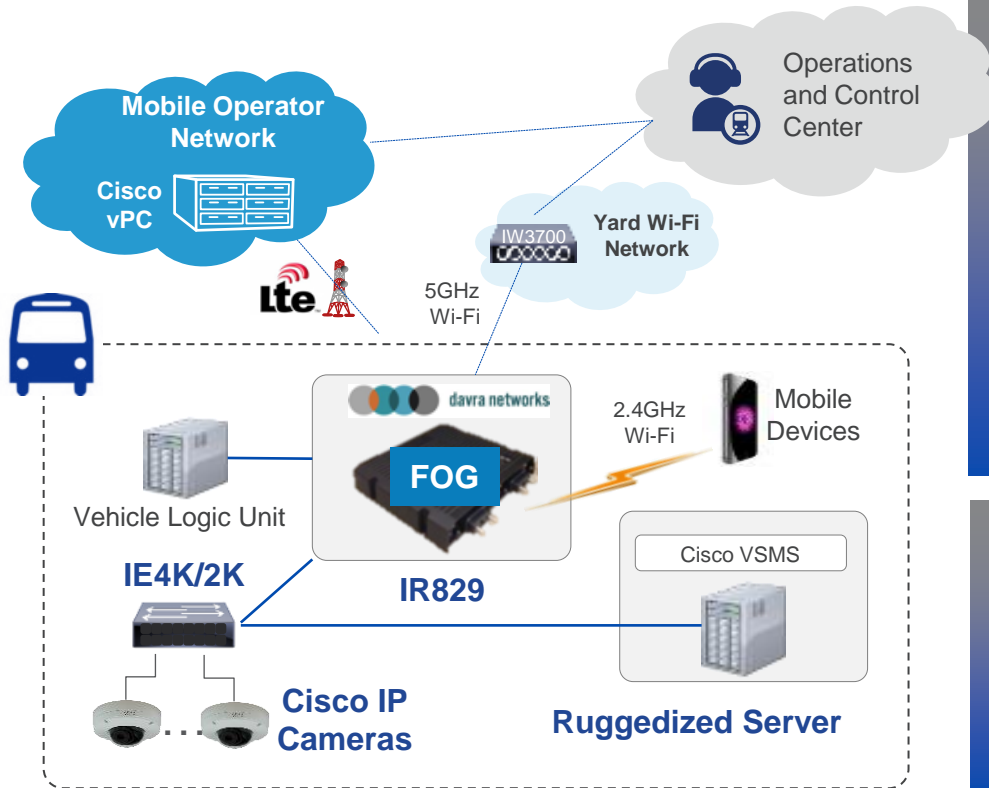 Operations
and Control
Center
Mobile Operator
Network
Cisco
vPC
IW3700
Yard Wi-Fi
Network
Lte
5GHz
Wi-Fi
davra networks
2.4GHz
Wi-Fi
Mobile
Devices
FOG
Vehicle Logic Unit
Cisco VSMS
IE4K/2K
IR829
Cisco IP
Cameras
...
Ruggedized Server